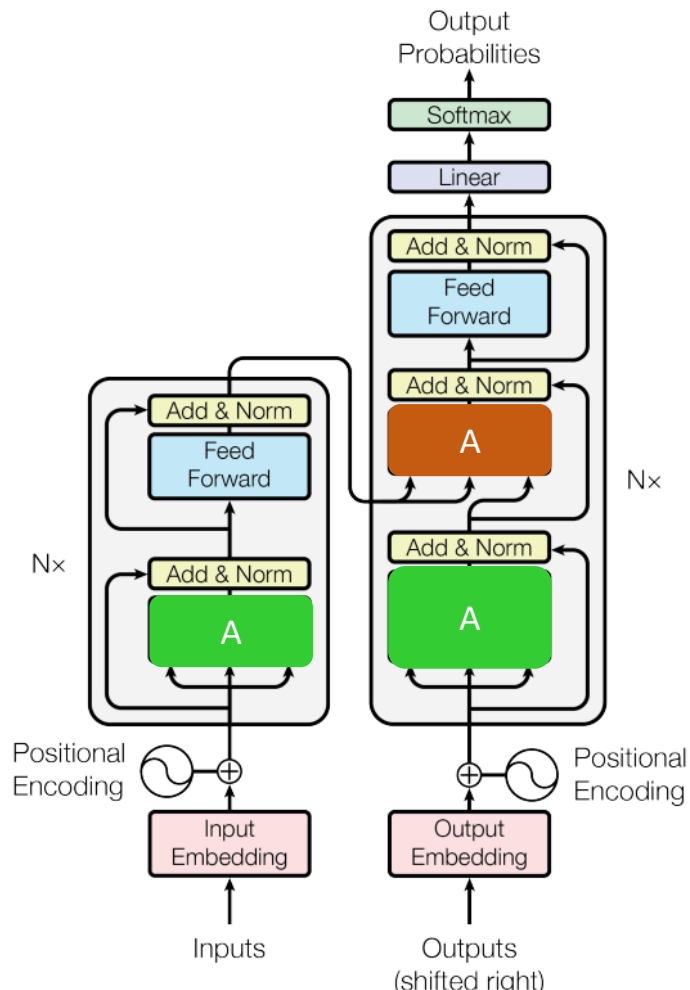 Output
Probabilities
Softmax
Linear
Add & Norm
Feed
Forward
Add & Norm
A
Add & Norm
A
Nx
Add & Norm
Feed
Forward
Add & Norm
A
Nx
Positional
Encoding
Positional
Encoding
Input
Embedding
Output
Embedding
Inputs
Outputs
(shifted right)